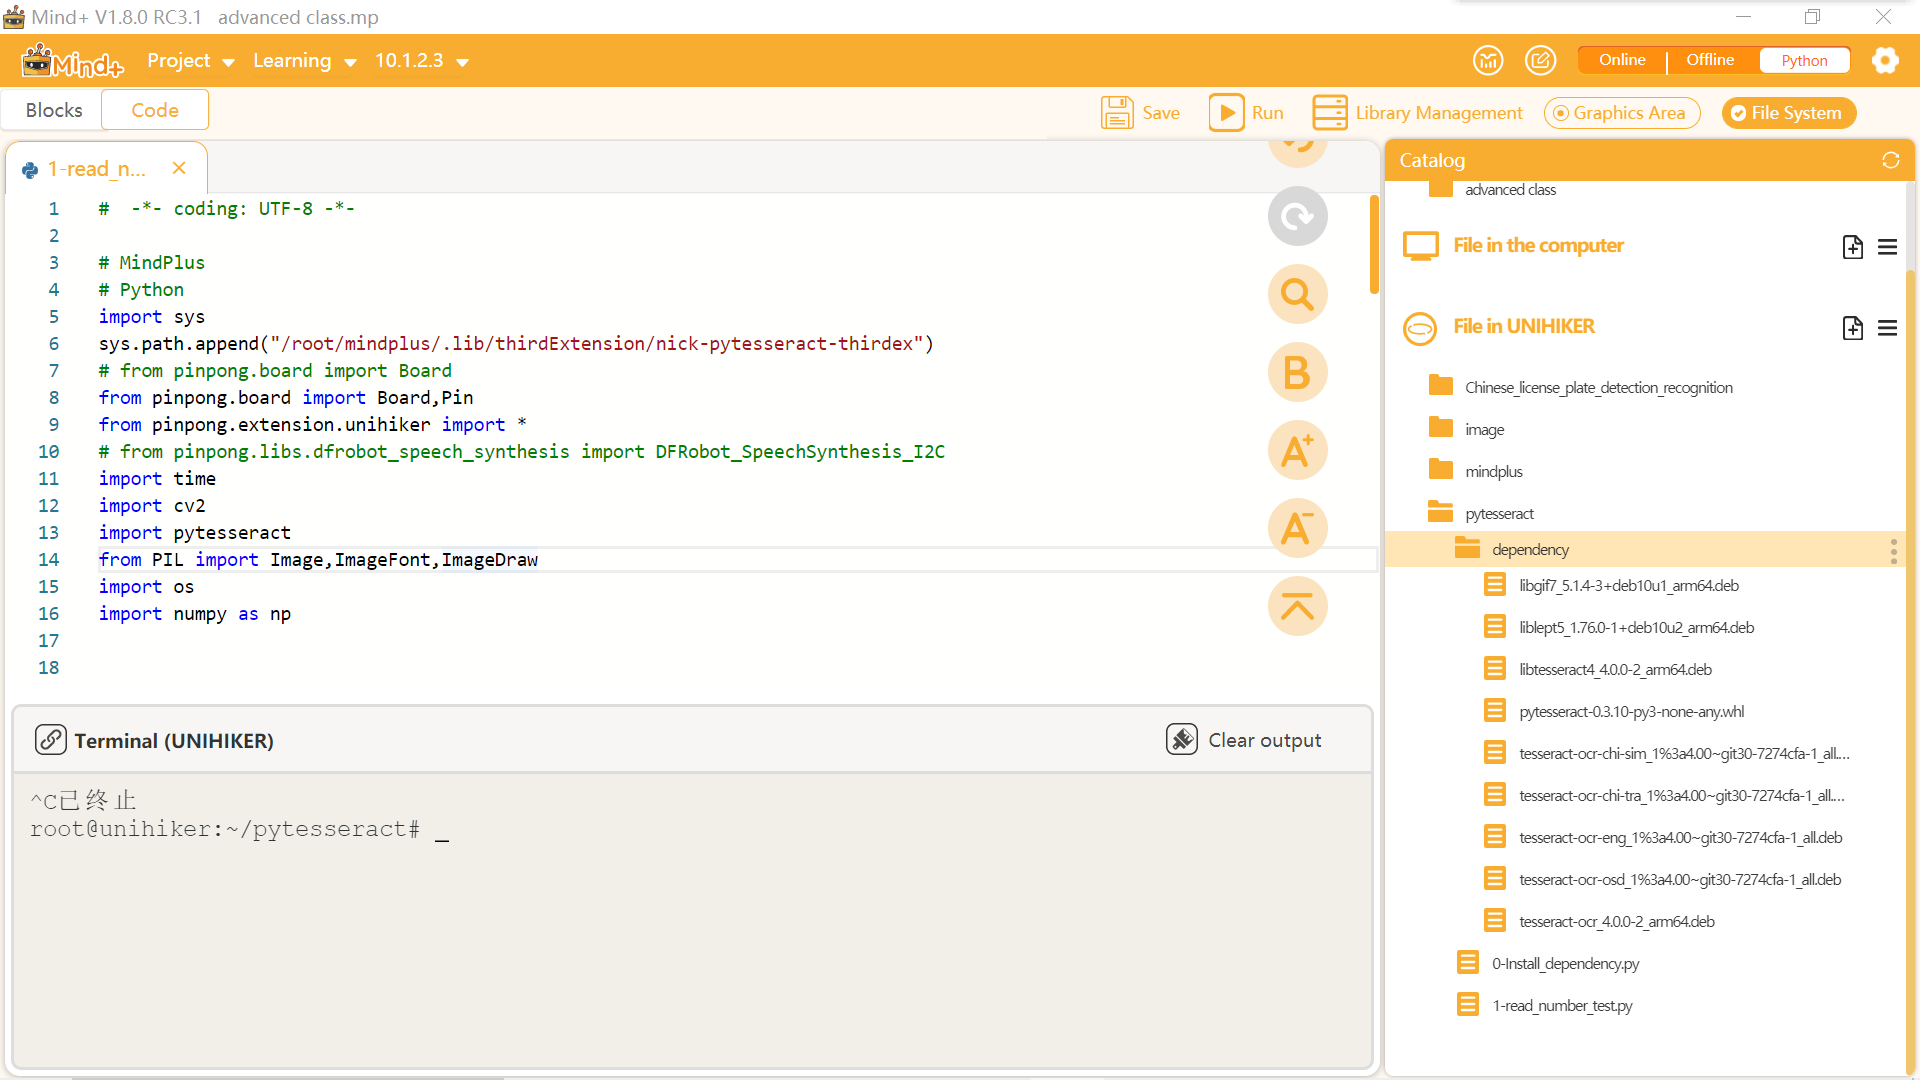 Mind+ V1.8.0 RC3.1 advanced class.mp
Mind+ Project Learning 10.1.2.3 Online Offline Python
Blocks Code Save Run Library Management Graphics Area File System
1-read_n...
1 # -*- coding: UTF-8 -*-
2
3 # MindPlus
4 # Python
5 import sys
6 sys.path.append("/root/mindplus/.lib/thirdExtension/nick-pytesseract-thirdex")
7 # from pinpong.board import Board
8 from pinpong.board import Board,Pin
9 from pinpong.extension.unihiker import *
10 # from pinpong.libs.dfrobot_speech_synthesis import DFRobot_SpeechSynthesis_I2C
11 import time
12 import cv2
13 import pytesseract
14 from PIL import Image,ImageFont,ImageDraw
15 import os
16 import numpy as np
17
18
B
A+
A-
Terminal (UNIHIKER) Clear output
^C已终止
root@unihiker:~/pytesseract# _
Catalog
advanced class
File in the computer
File in UNIHIKER
Chinese_license_plate_detection_recognition
image
mindplus
pytesseract
dependency
libgif7_5.1.4-3+deb10u1_arm64.deb
liblept5_1.76.0-1+deb10u2_arm64.deb
libtesseract4_4.0.0-2_arm64.deb
pytesseract-0.3.10-py3-none-any.whl
tesseract-ocr-chi-sim_1%3a4.00~git30-7274cfa-1_all....
tesseract-ocr-chi-tra_1%3a4.00~git30-7274cfa-1_all....
tesseract-ocr-eng_1%3a4.00~git30-7274cfa-1_all.deb
tesseract-ocr-osd_1%3a4.00~git30-7274cfa-1_all.deb
tesseract-ocr_4.0.0-2_arm64.deb
0-Install_dependency.py
1-read_number_test.py